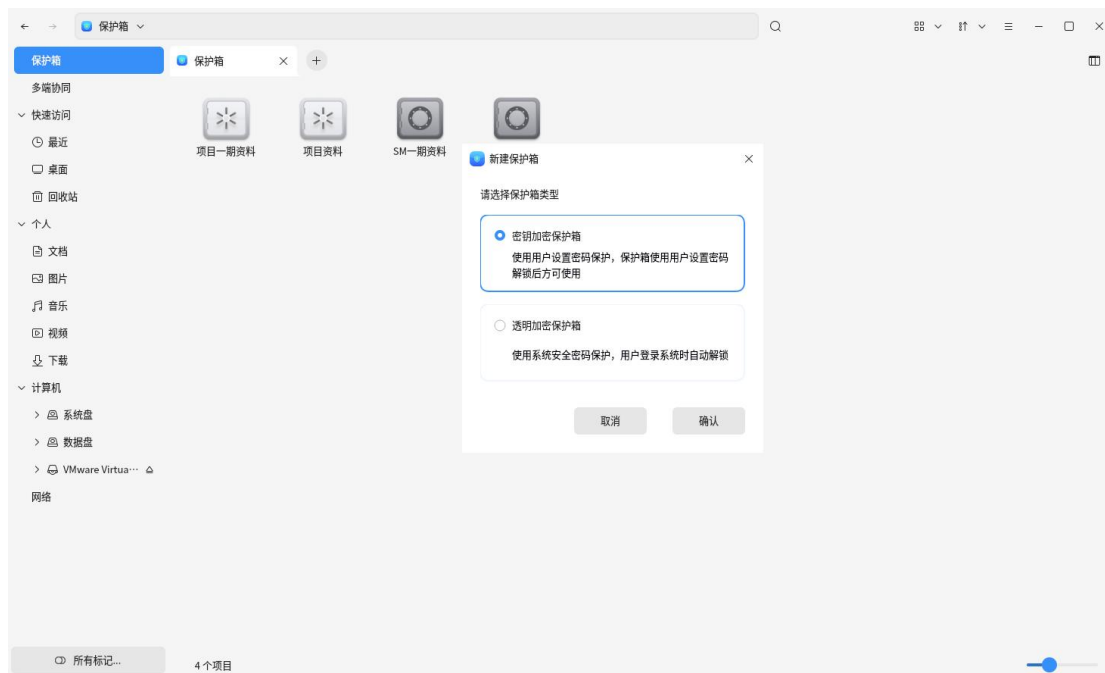 保护箱
保护箱
保护箱
多端协同
快速访问
最近
桌面
回收站
个人
文档
图片
音乐
视频
下载
计算机
系统盘
数据盘
VMware Virtua…
网络
所有标记...
项目一期资料
项目资料
SM一期资料
新建保护箱
请选择保护箱类型
密钥加密保护箱
使用用户设置密码保护，保护箱使用用户设置密码
解锁后方可使用
透明加密保护箱
使用系统安全密码保护，用户登录系统时自动解锁
取消
确认
4 个项目